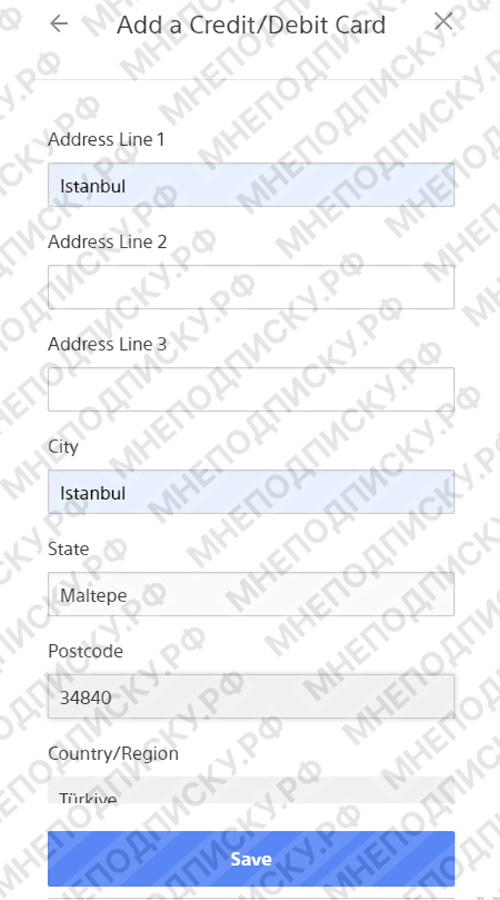 Add a Credit/Debit Card
Address Line 1
Istanbul
Address Line 2
Address Line 3
City
Istanbul
State
Maltepe
Postcode
34840
Country/Region
Türkiye
Save
МНЕПОДПИСКУ.РФ